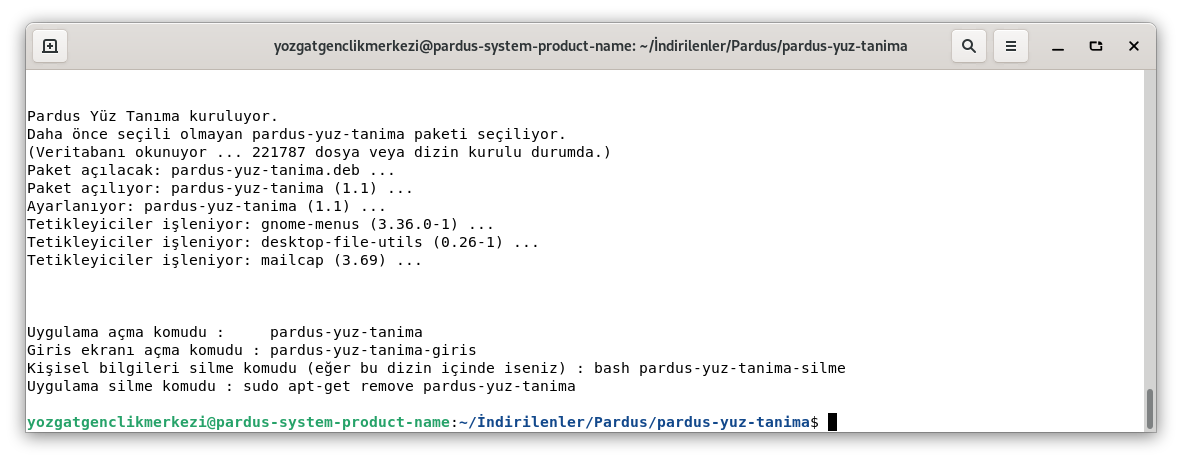 yozgatgenclikmerkezi@pardus-system-product-name: ~/İndirilenler/Pardus/pardus-yuz-tanima
Pardus Yüz Tanıma kuruluyor.
Daha önce seçili olmayan pardus-yuz-tanima paketi seçiliyor.
(Veritabanı okunuyor ... 221787 dosya veya dizin kurulu durumda.)
Paket açılacak: pardus-yuz-tanima.deb ...
Paket açılıyor: pardus-yuz-tanima (1.1) ...
Ayarlanıyor: pardus-yuz-tanima (1.1) ...
Tetikleyiciler işleniyor: gnome-menus (3.36.0-1) ...
Tetikleyiciler işleniyor: desktop-file-utils (0.26-1) ...
Tetikleyiciler işleniyor: mailcap (3.69) ...
Uygulama açma komudu :     pardus-yuz-tanima
Giris ekranı açma komudu : pardus-yuz-tanima-giris
Kişisel bilgileri silme komudu (eğer bu dizin içinde iseniz) : bash pardus-yuz-tanima-silme
Uygulama silme komudu : sudo apt-get remove pardus-yuz-tanima
yozgatgenclikmerkezi@pardus-system-product-name:~/İndirilenler/Pardus/pardus-yuz-tanima$